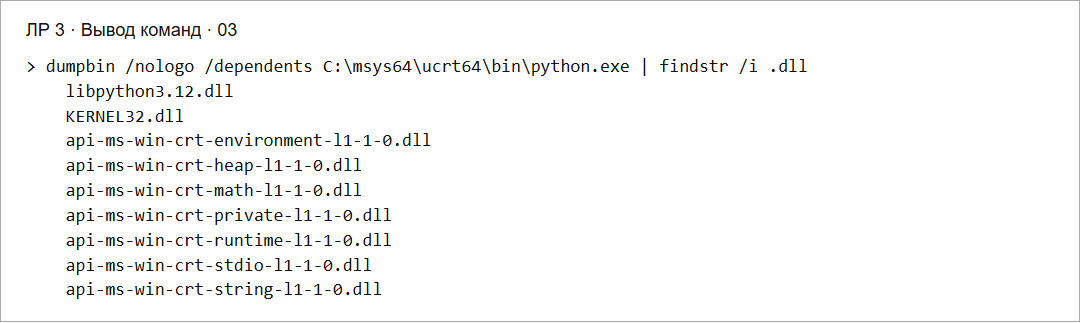 ЛР 3 · Вывод команд · 03
> dumpbin /nologo /dependents C:\msys64\ucrt64\bin\python.exe | findstr /i .dll
libpython3.12.dll
KERNEL32.dll
api-ms-win-crt-environment-l1-1-0.dll
api-ms-win-crt-heap-l1-1-0.dll
api-ms-win-crt-math-l1-1-0.dll
api-ms-win-crt-private-l1-1-0.dll
api-ms-win-crt-runtime-l1-1-0.dll
api-ms-win-crt-stdio-l1-1-0.dll
api-ms-win-crt-string-l1-1-0.dll